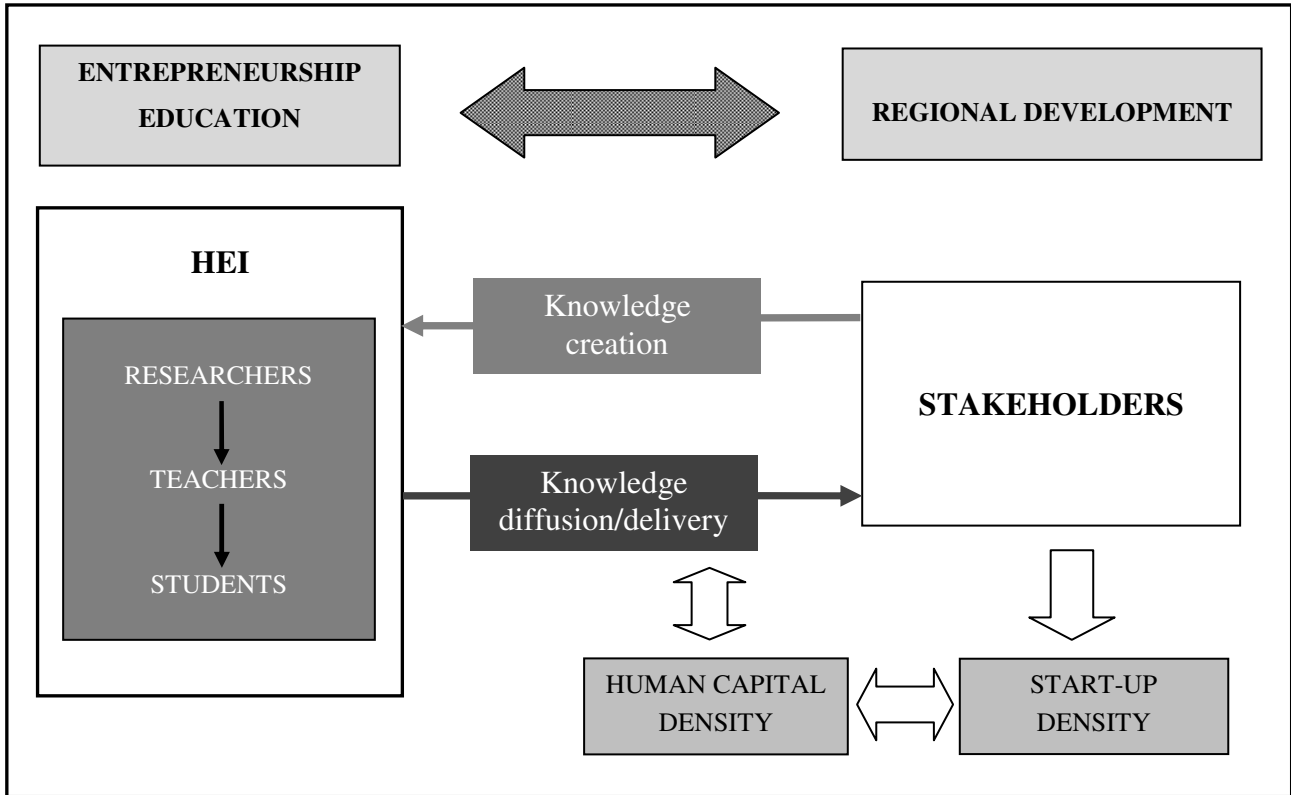 ENTREPRENEURSHIP
EDUCATION
REGIONAL DEVELOPMENT
HEI
RESEARCHERS
TEACHERS
STUDENTS
Knowledge
creation
Knowledge
diffusion/delivery
STAKEHOLDERS
HUMAN CAPITAL
DENSITY
START-UP
DENSITY